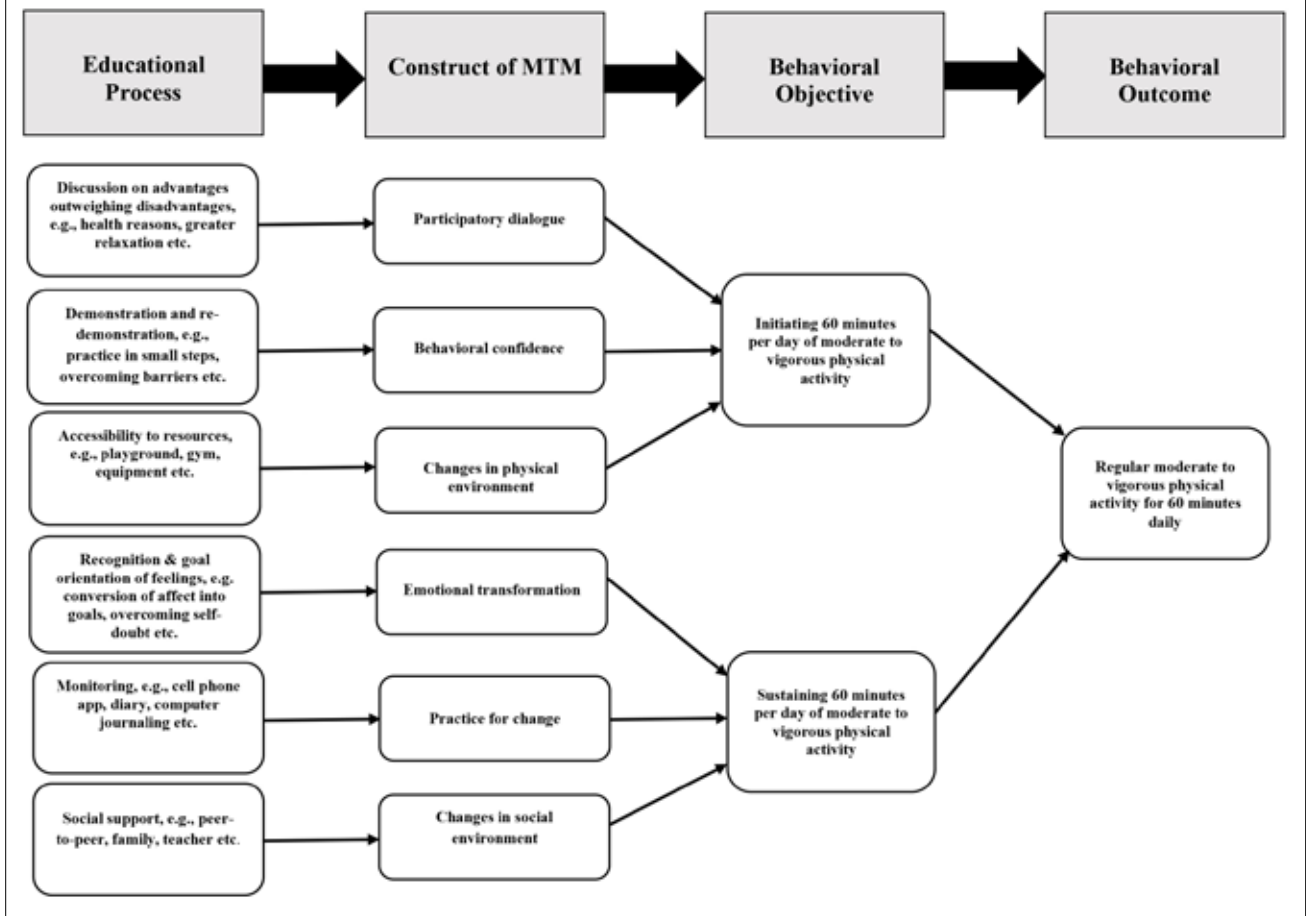 Educational
Process
Construct of MTM
Behavioral
Objective
Behavioral
Outcome
Discussion on advantages
outweighing disadvantages,
e.g., health reasons, greater
relaxation etc.
Participatory dialogue
Demonstration and re-
demonstration, e.g.,
practice in small steps,
overcoming barriers etc.
Behavioral confidence
Initiating 60 minutes
per day of moderate to
vigorous physical
activity
Accessibility to resources,
e.g., playground, gym,
equipment etc.
Changes in physical
environment
Regular moderate to
vigorous physical
activity for 60 minutes
daily
Recognition & goal
orientation of feelings, e.g.
conversion of affect into
goals, overcoming self-
doubt etc.
Emotional transformation
Monitoring, e.g., cell phone
app, diary, computer
journaling etc.
Practice for change
Sustaining 60 minutes
per day of moderate to
vigorous physical
activity
Social support, e.g., peer-
to-peer, family, teacher etc.
Changes in social
environment